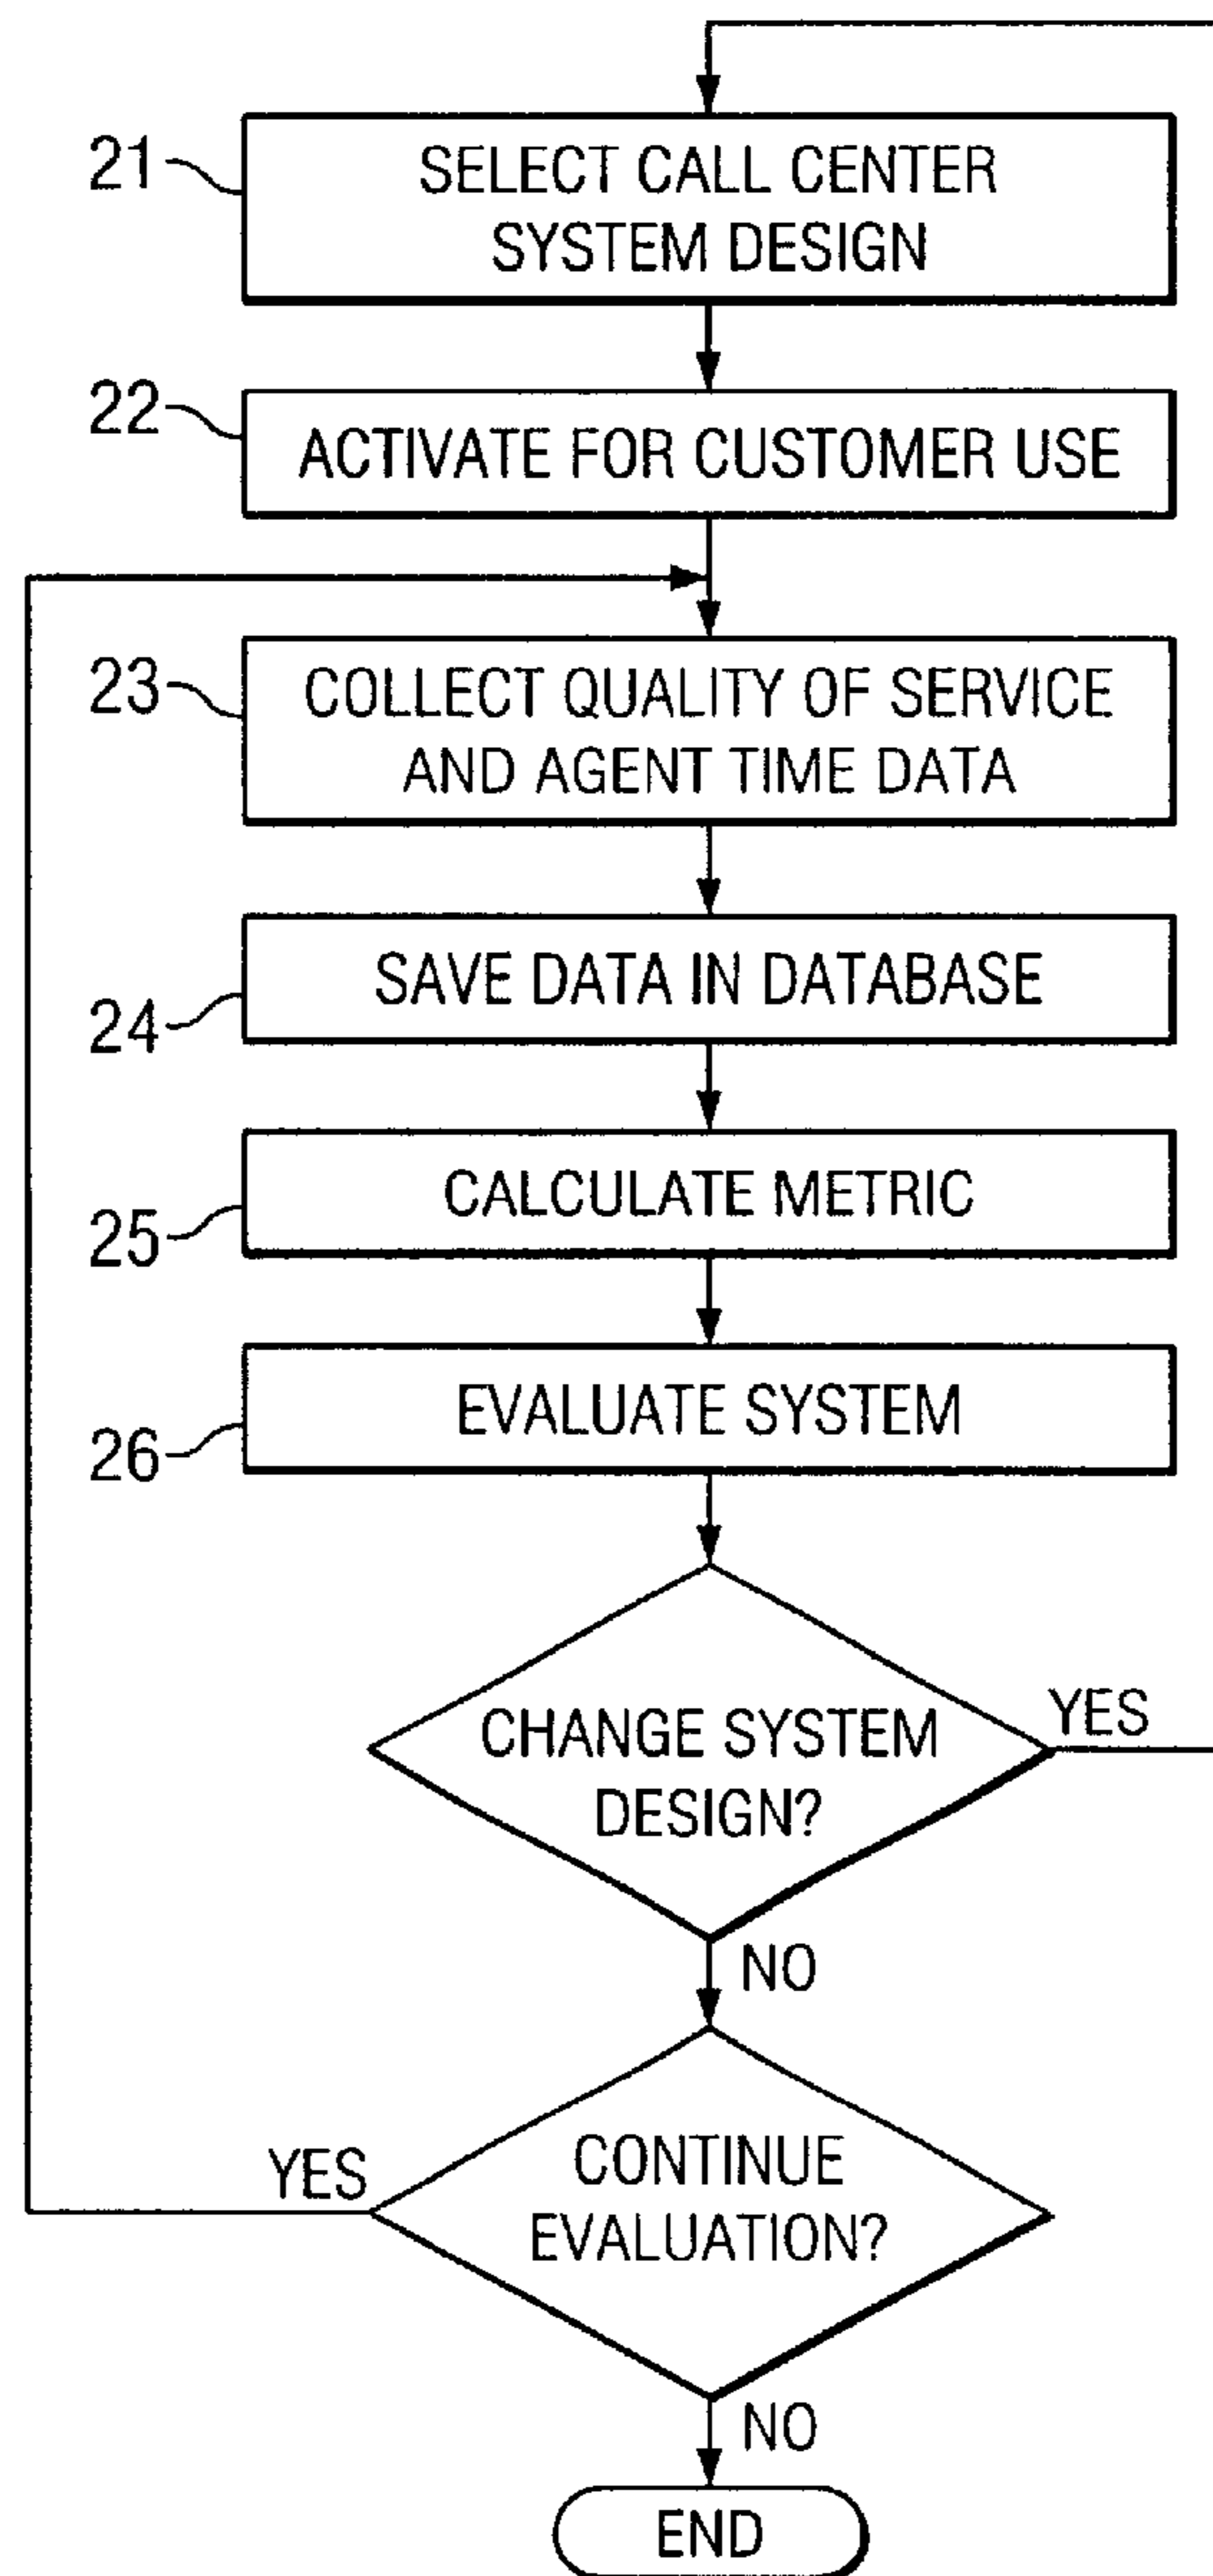 21
SELECT CALL CENTER
SYSTEM DESIGN
22
ACTIVATE FOR CUSTOMER USE
23
COLLECT QUALITY OF SERVICE
AND AGENT TIME DATA
24
SAVE DATA IN DATABASE
25
CALCULATE METRIC
26
EVALUATE SYSTEM
CHANGE SYSTEM
DESIGN?
YES
NO
CONTINUE
EVALUATION?
YES
NO
END